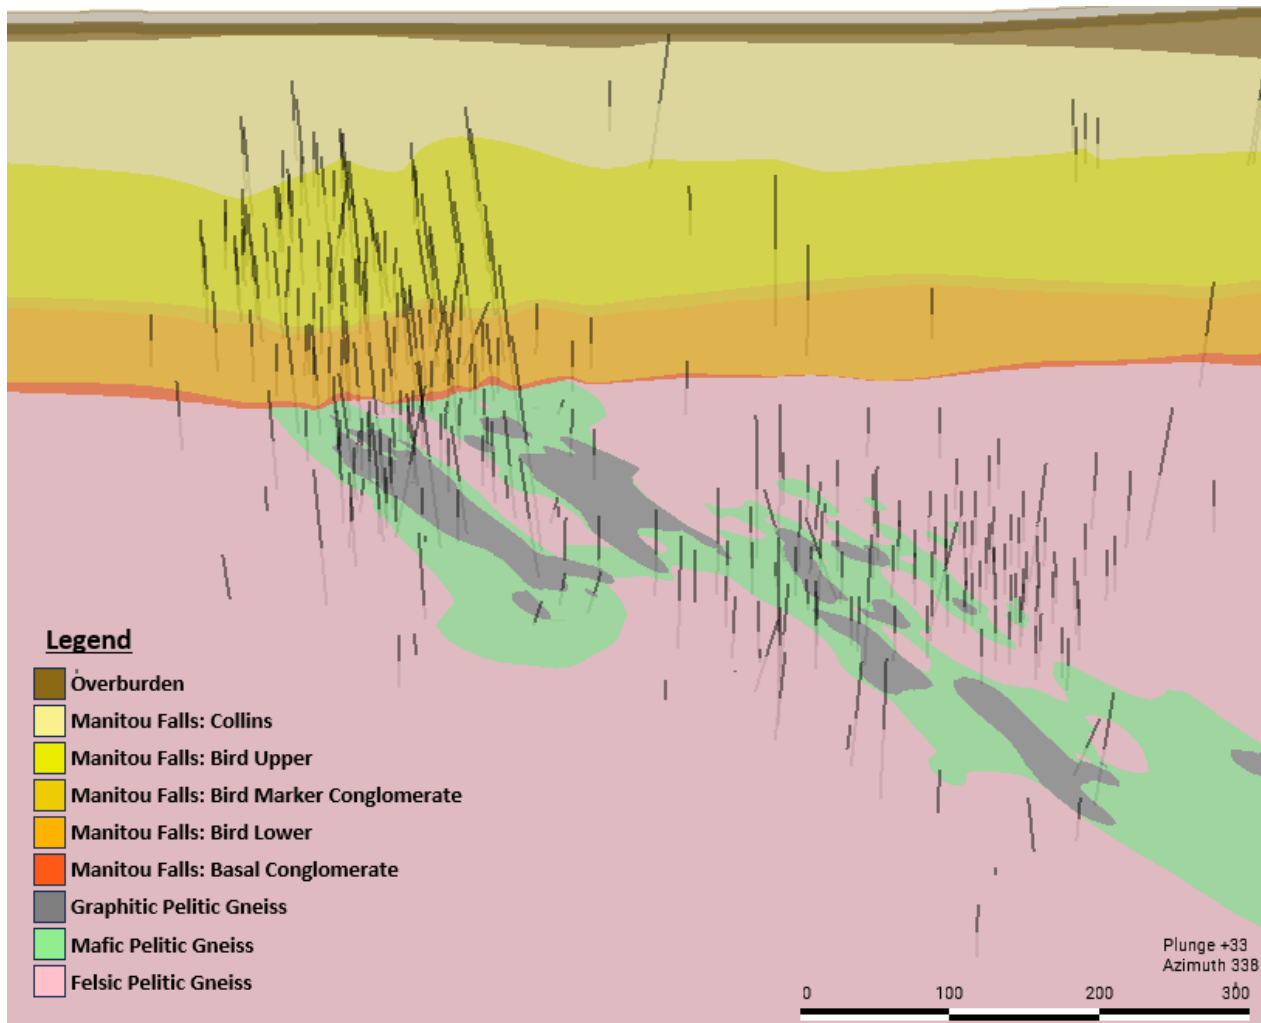 Legend
Overburden
Manitou Falls: Collins
Manitou Falls: Bird Upper
Manitou Falls: Bird Marker Conglomerate
Manitou Falls: Bird Lower
Manitou Falls: Basal Conglomerate
Graphitic Pelitic Gneiss
Mafic Pelitic Gneiss
Felsic Pelitic Gneiss
Plunge +33
Azimuth 338
0 100 200 300